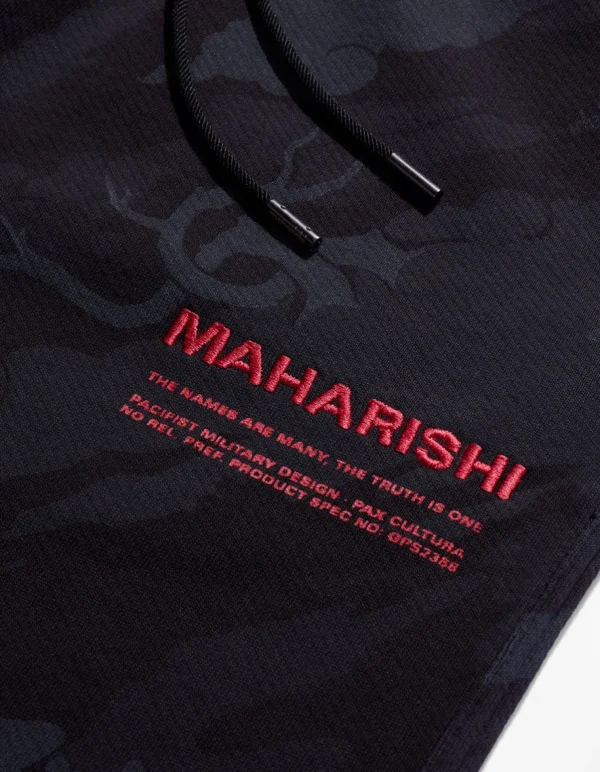 MAHARISHI
THE NAMES ARE MANY, THE TRUTH IS ONE
PACIFIST MILITARY DESIGN . PAX CULTURA
NO REL. PREF. PRODUCT SPEC NO: GPS2388